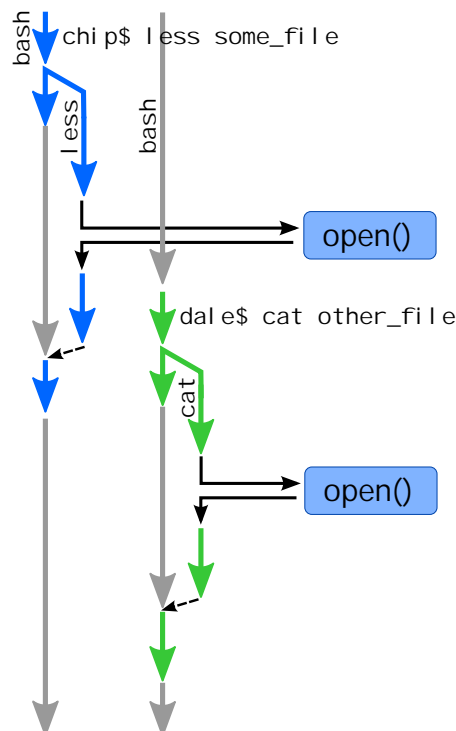 bash
chip$ less some_file
less
bash
open()
dale$ cat other_file
cat
open()